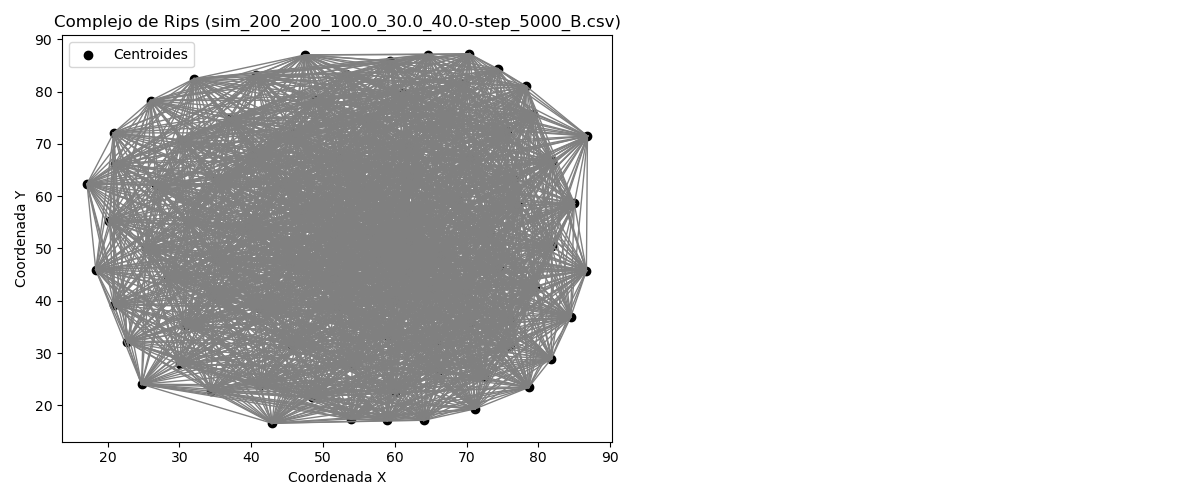 Complejo de Rips (sim_200_200_100.0_30.0_40.0-step_5000_B.csv)
Centroides
90
80
70
60
50
40
30
20
Coordenada Y
20 30 40 50 60 70 80 90
Coordenada X